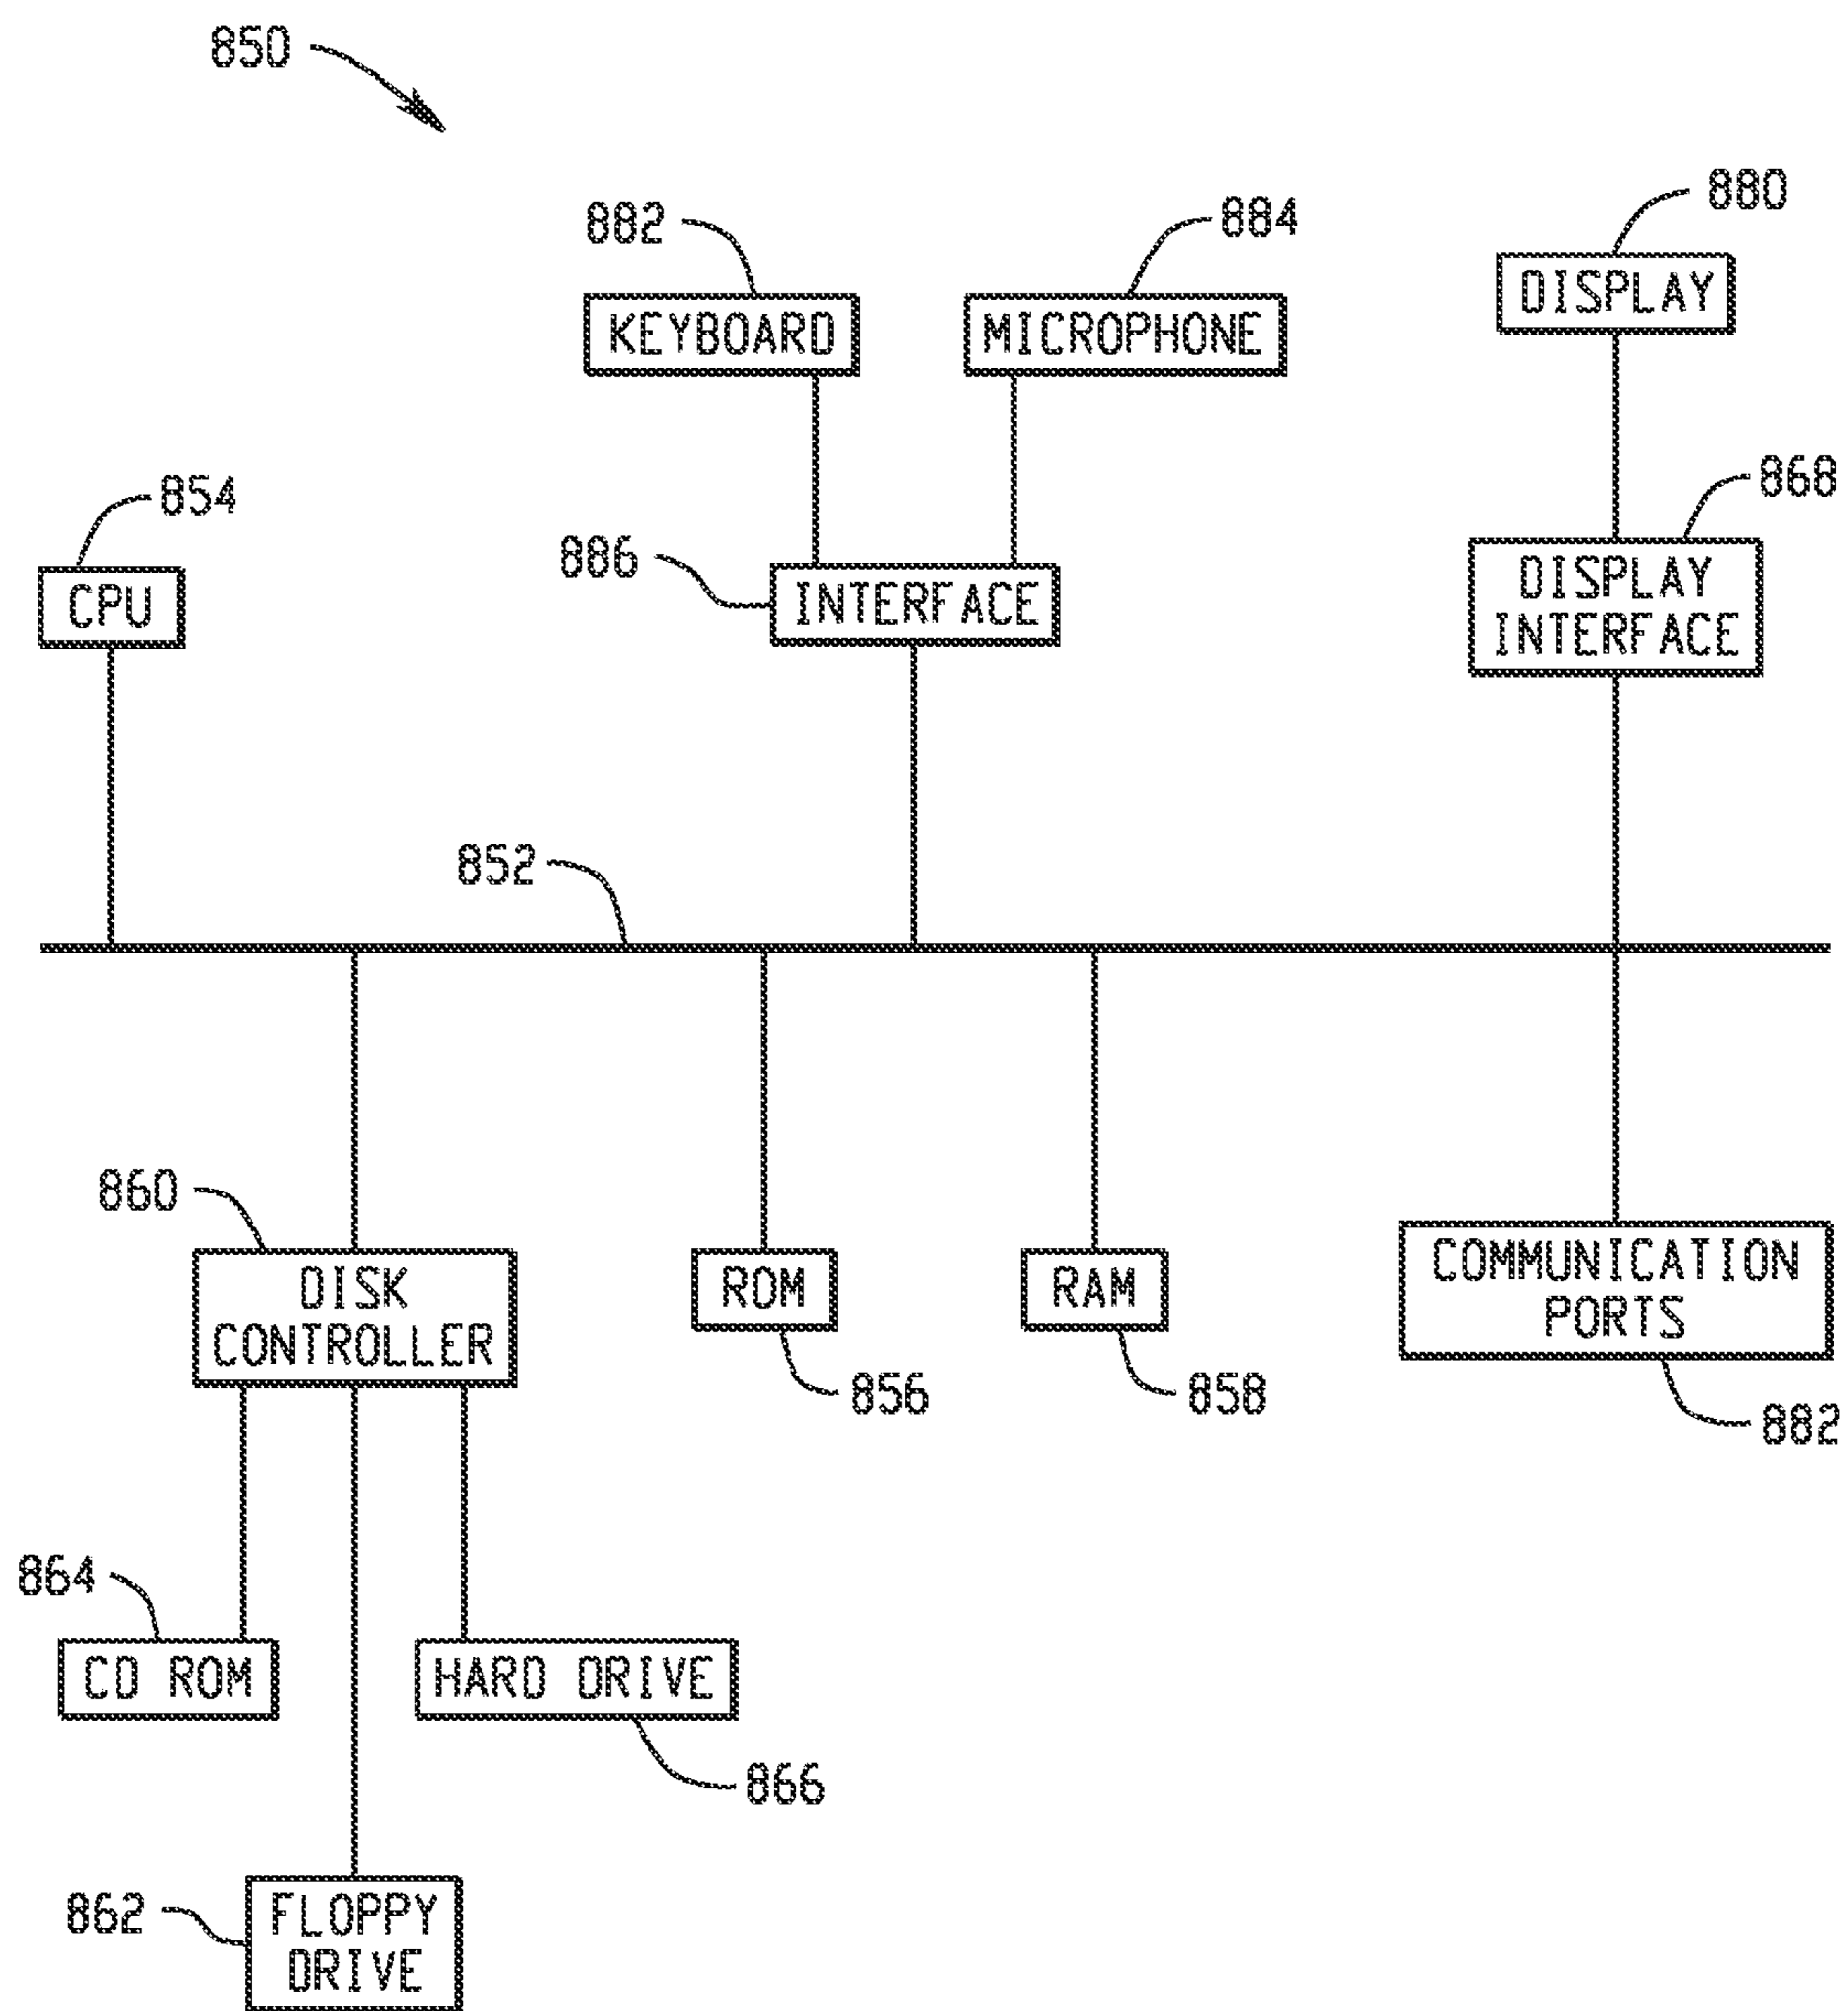 850
882
884
880
KEYBOARD
MICROPHONE
DISPLAY
854
886
868
CPU
INTERFACE
DISPLAY
INTERFACE
852
860
DISK
CONTROLLER
ROM
RAM
COMMUNICATION
PORTS
856
858
882
864
CD ROM
HARD DRIVE
866
862
FLOPPY
DRIVE